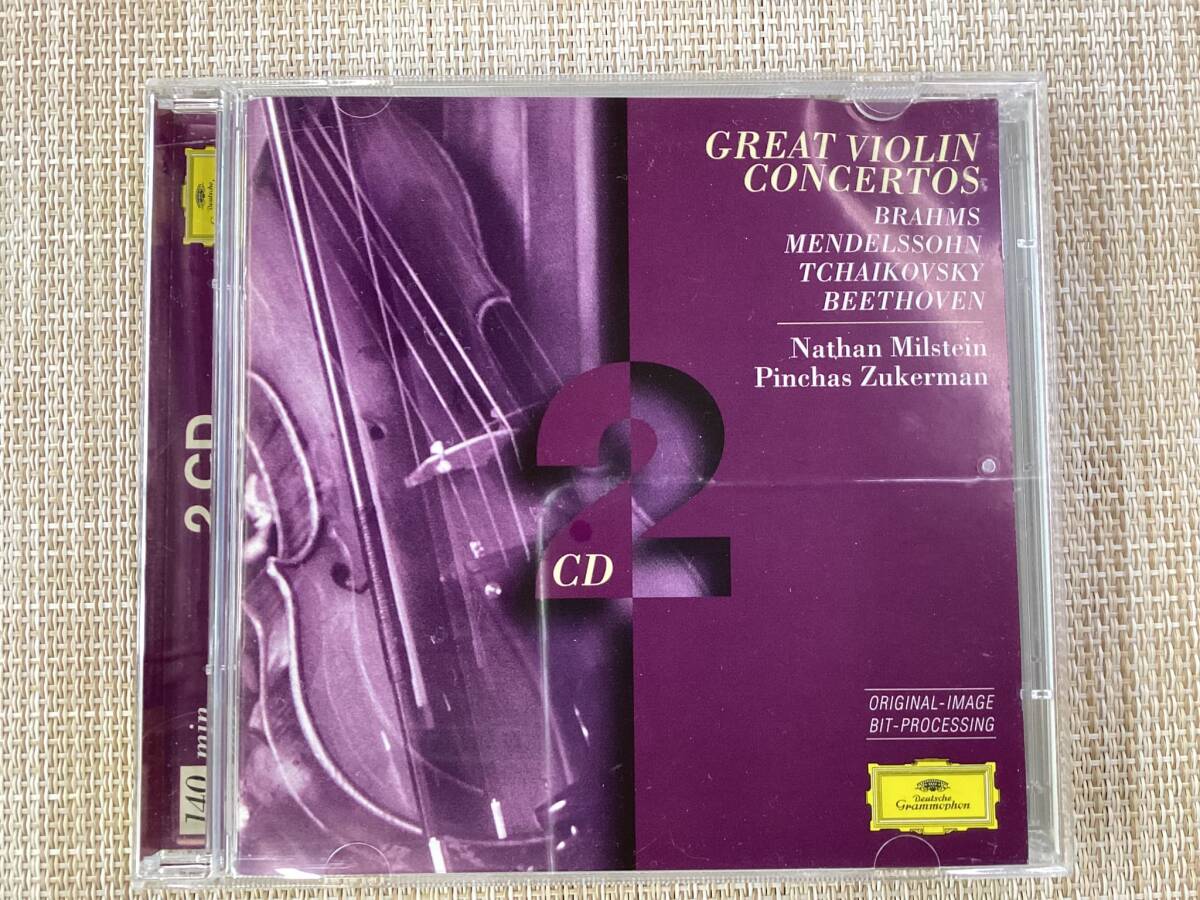 GREAT VIOLIN
CONCERTOS
BRAHMS
MENDELSSOHN
TCHAIKOVSKY
BEETHOVEN
Nathan Milstein
Pinchas Zukerman
2
CD
ORIGINAL-IMAGE
BIT-PROCESSING
Deutsche
Grammophon
Deutsche
2 CD
140 min